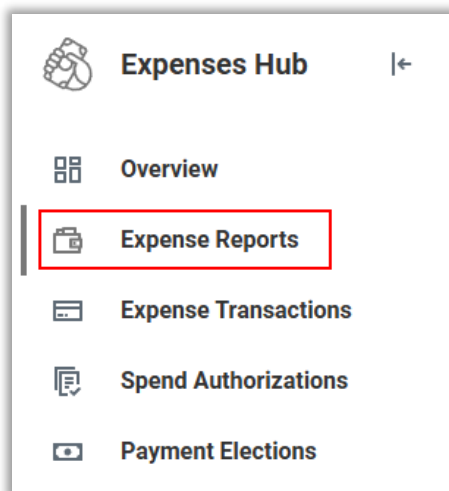 Expenses Hub
Overview
Expense Reports
Expense Transactions
Spend Authorizations
Payment Elections